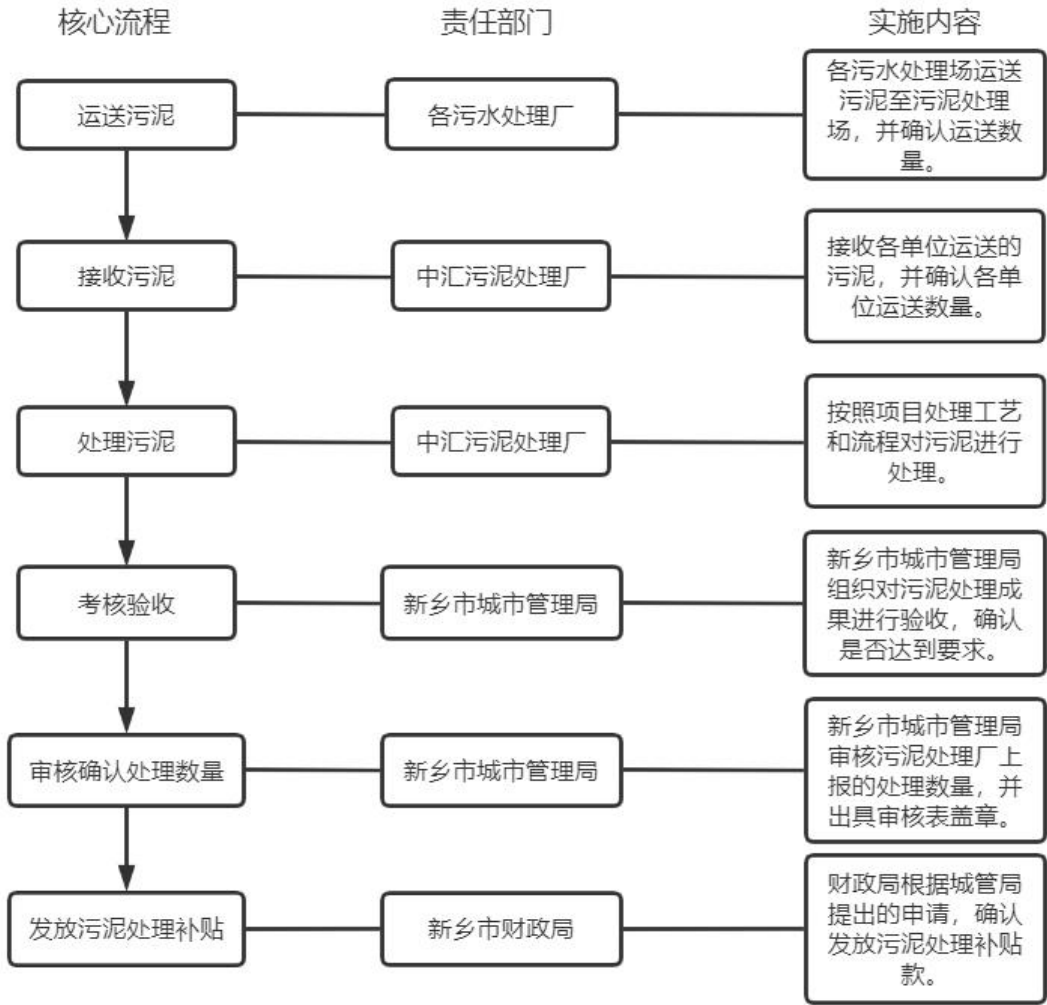 核心流程
责任部门
实施内容
运送污泥
各污水处理厂
各污水处理场运送
污泥至污泥处理
场，并确认运送数
量。
接收污泥
中汇污泥处理厂
接收各单位运送的
污泥，并确认各单
位运送数量。
处理污泥
中汇污泥处理厂
按照项目处理工艺
和流程对污泥进行
处理。
考核验收
新乡市城市管理局
新乡市城市管理局
组织对污泥处理成
果进行验收，确认
是否达到要求。
审核确认处理数量
新乡市城市管理局
新乡市城市管理局
审核污泥处理厂上
报的处理数量，并
出具审核表盖章。
发放污泥处理补贴
新乡市财政局
财政局根据城管局
提出的申请，确认
发放污泥处理补贴
款。